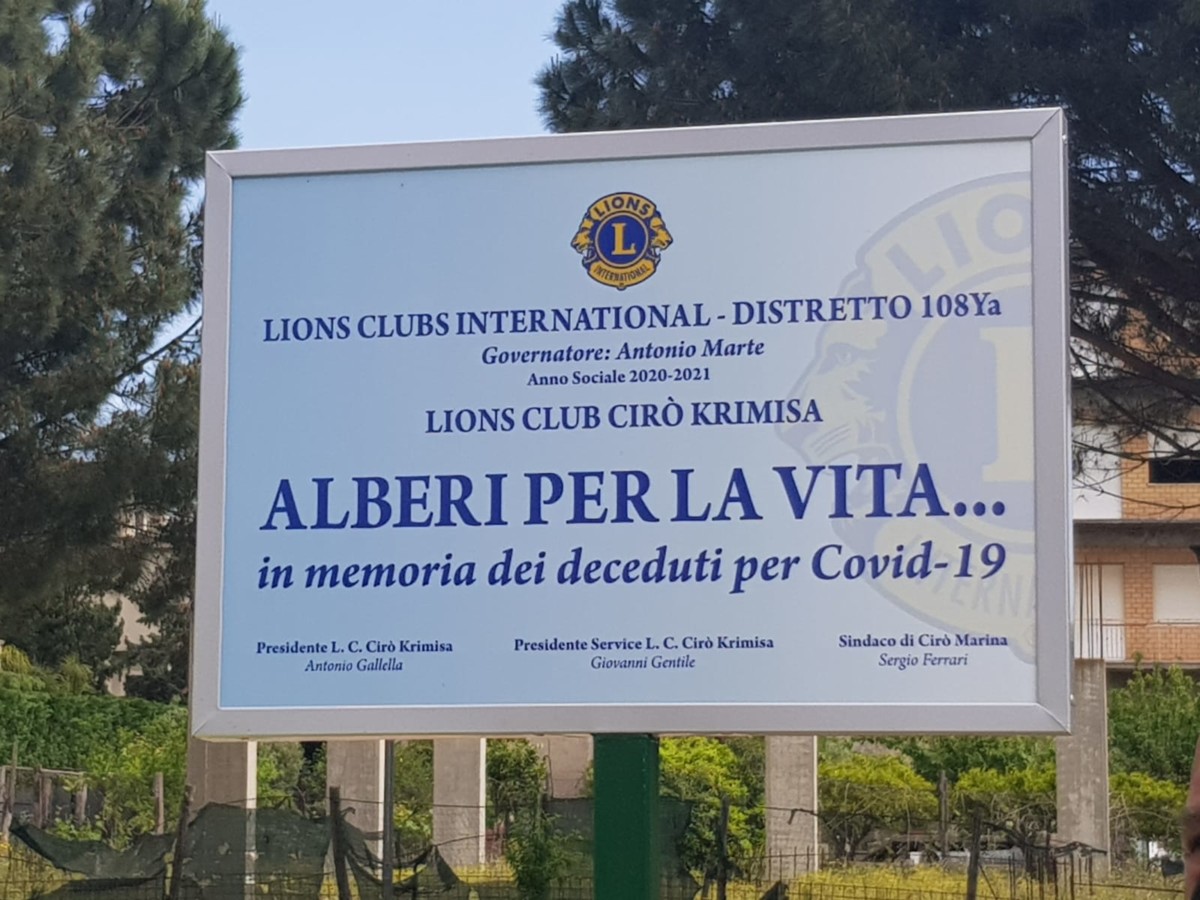 LIONS
L
INTERNATIONAL
LIONS CLUBS INTERNATIONAL - DISTRETTO 108Ya
Governatore: Antonio Marte
Anno Sociale 2020-2021
LIONS CLUB CIRÒ KRIMISA
ALBERI PER LA VITA...
in memoria dei deceduti per Covid-19
Presidente L. C. Cirò Krimisa
Antonio Gallella
Presidente Service L. C. Cirò Krimisa
Giovanni Gentile
Sindaco di Cirò Marina
Sergio Ferrari
LIO
INTERN